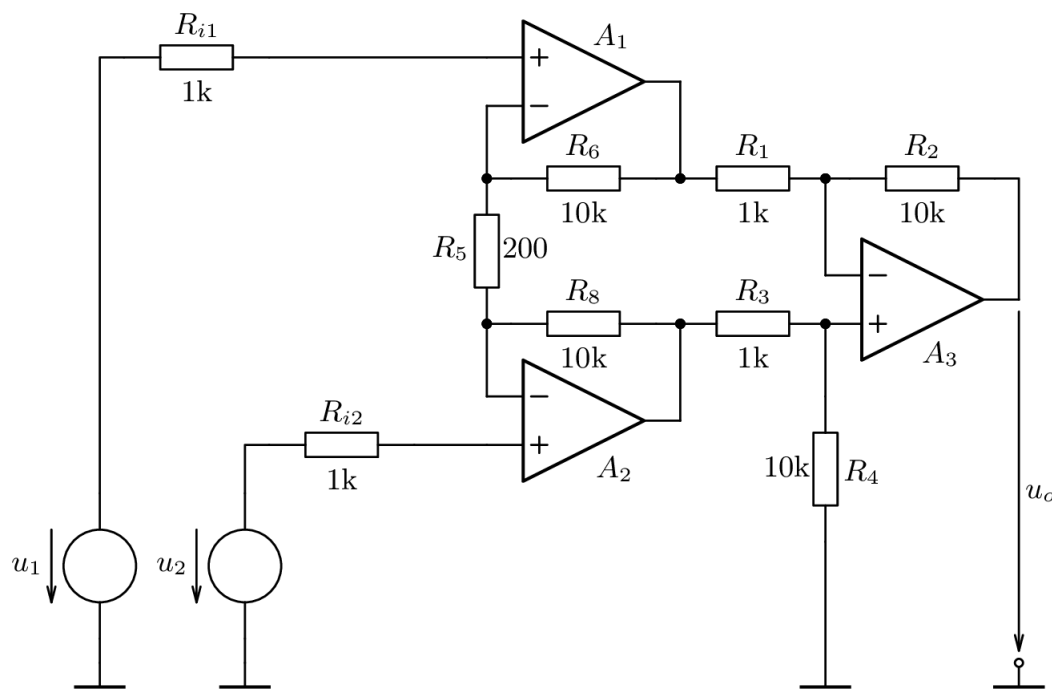 R_{i1}
1k
A_1
+
−
R_6
10k
R_1
1k
R_2
10k
R_5
200
R_8
10k
R_3
1k
−
+
A_3
−
+
A_2
R_{i2}
1k
10k
R_4
u_1
u_2
u_o